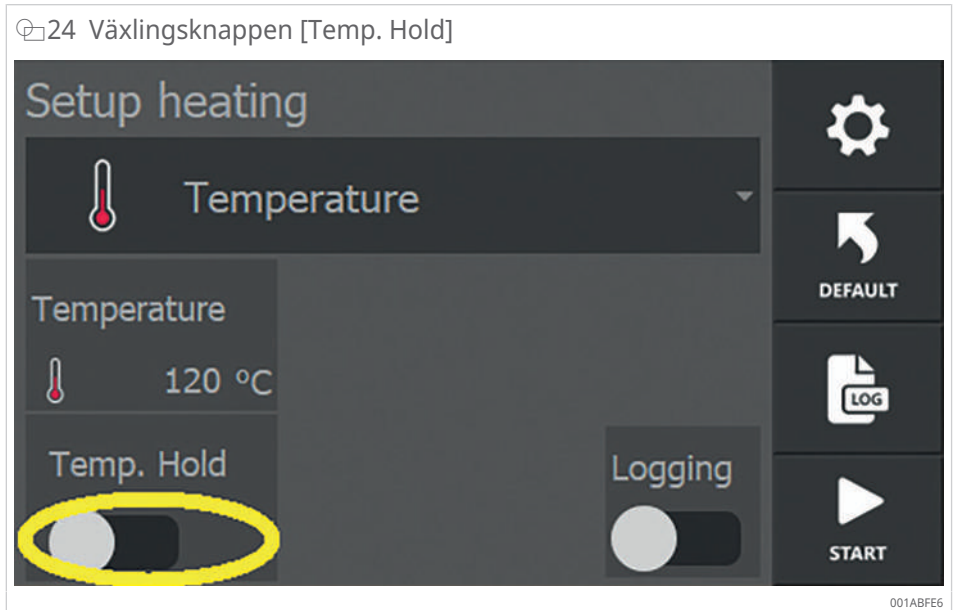 24 Växlingsknappen [Temp. Hold]
Setup heating
Temperature
Temperature
120 °C
Temp. Hold
Logging
DEFAULT
LOG
START
001ABFE6